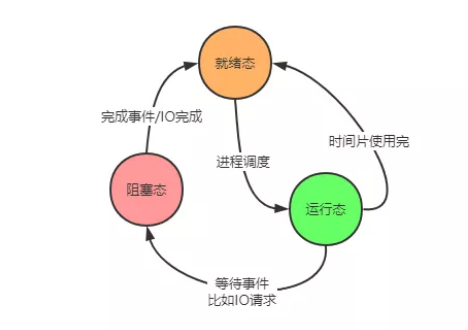 就绪态
完成事件/IO完成
时间片使用完
进程调度
阻塞态
运行态
等待事件
比如IO请求